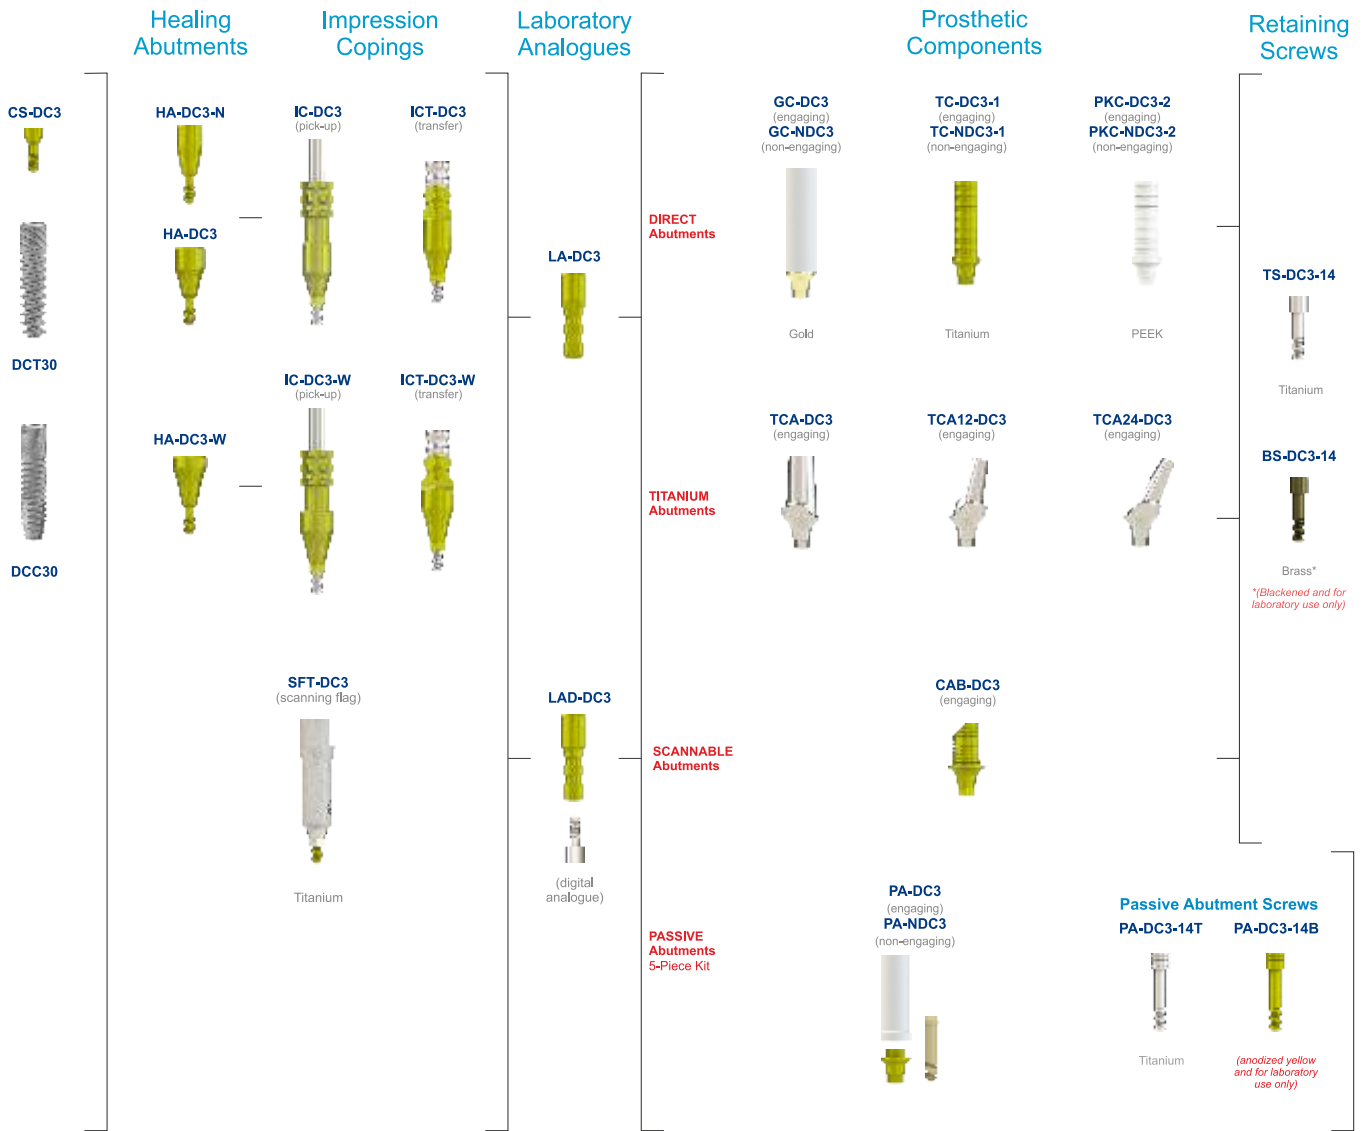 Healing
Abutments
Impression
Copings
Laboratory
Analogues
Prosthetic
Components
Retaining
Screws
CS-DC3
DCT30
DCC30
HA-DC3-N
HA-DC3
HA-DC3-W
IC-DC3
(pick-up)
ICT-DC3
(transfer)
IC-DC3-W
(pick-up)
ICT-DC3-W
(transfer)
SFT-DC3
(scanning flag)
Titanium
LA-DC3
LAD-DC3
(digital
analogue)
DIRECT
Abutments
GC-DC3
(engaging)
GC-NDC3
(non-engaging)
Gold
TC-DC3-1
(engaging)
TC-NDC3-1
(non-engaging)
Titanium
PKC-DC3-2
(engaging)
PKC-NDC3-2
(non-engaging)
PEEK
TITANIUM
Abutments
TCA-DC3
(engaging)
TCA12-DC3
(engaging)
TCA24-DC3
(engaging)
SCANNABLE
Abutments
CAB-DC3
(engaging)
PASSIVE
Abutments
5-Piece Kit
PA-DC3
(engaging)
PA-NDC3
(non-engaging)
TS-DC3-14
Titanium
BS-DC3-14
Brass*
*(Blackened and for
laboratory use only)
Passive Abutment Screws
PA-DC3-14T
Titanium
PA-DC3-14B
(anodized yellow
and for laboratory
use only)